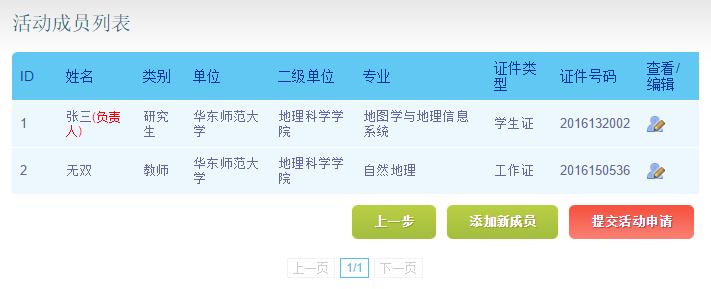 活动成员列表
ID 姓名 类别 单位 二级单位 专业 证件类型 证件号码 查看/编辑
1 张三(负责人) 研究生 华东师范大学 地理科学学院 地图学与地理信息系统 学生证 2016132002
2 无双 教师 华东师范大学 地理科学学院 自然地理 工作证 2016150536
上一步 添加新成员 提交活动申请
上一页 1/1 下一页